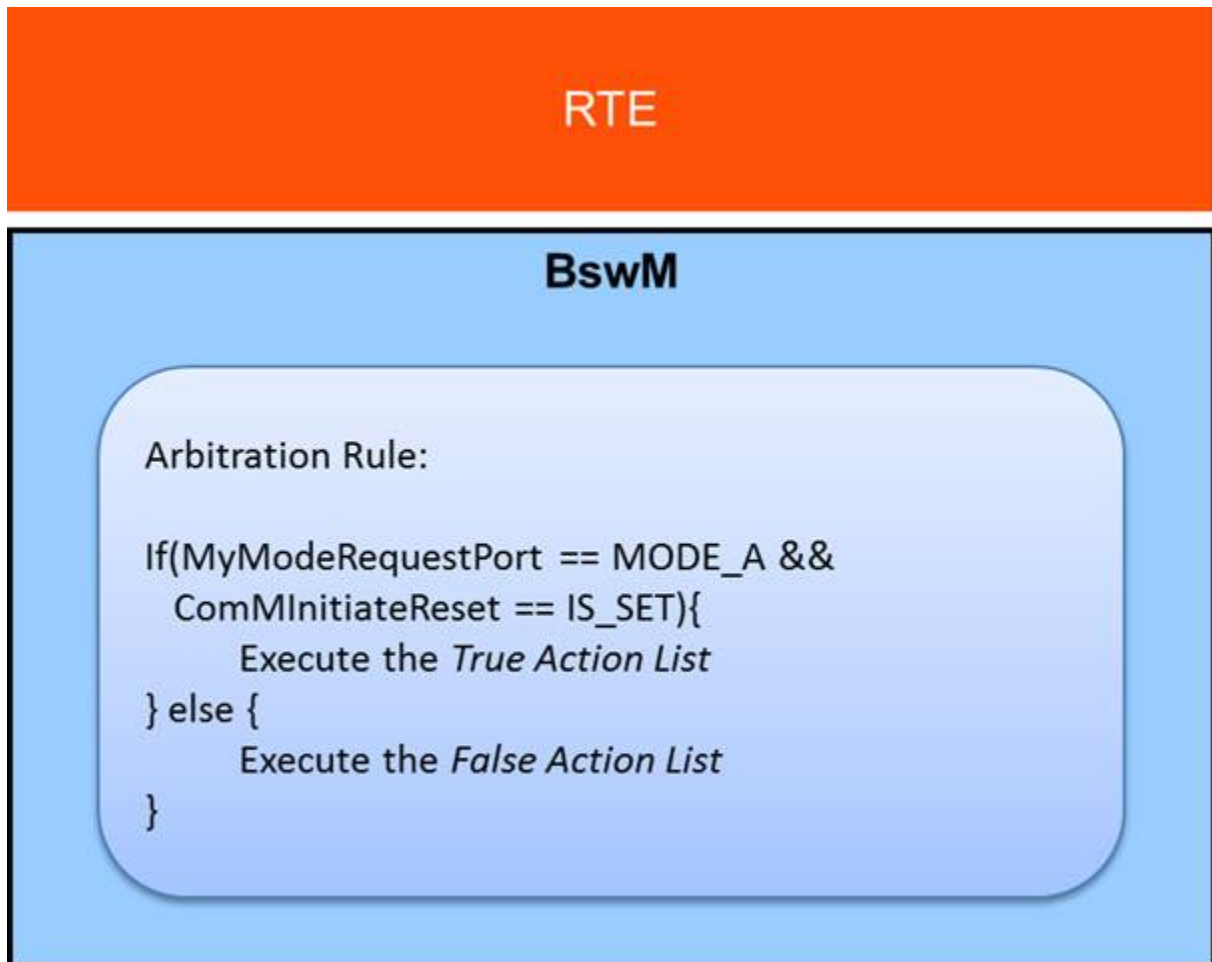 RTE
BswM
Arbitration Rule:
If(MyModeRequestPort == MODE_A &&
ComMInitiateReset == IS_SET){
Execute the True Action List
} else {
Execute the False Action List
}